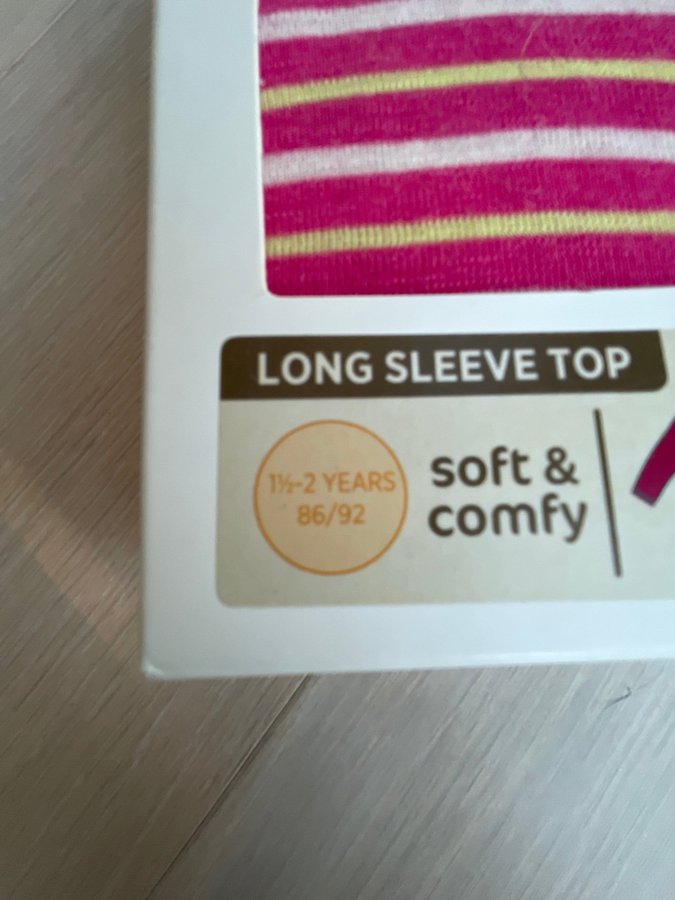 LONG SLEEVE TOP
1½-2 YEARS
86/92
soft &
comfy